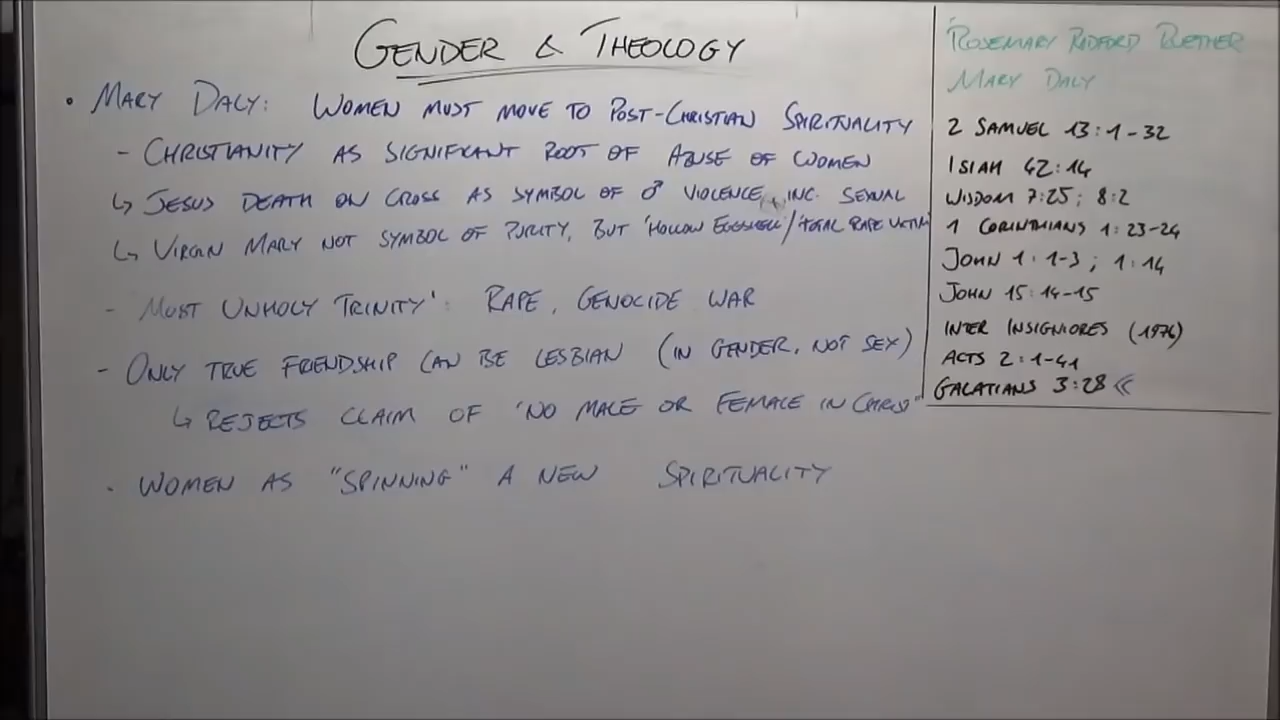 GENDER & THEOLOGY
• MARY DALY: WOMEN MUST MOVE TO POST-CHRISTIAN SPIRITUALITY
- CHRISTIANITY AS SIGNIFICANT ROOT OF ABUSE OF WOMEN
↳ JESUS DEATH ON CROSS AS SYMBOL OF ♂ VIOLENCE, INC. SEXUAL
↳ VIRGIN MARY NOT SYMBOL OF PURITY, BUT 'HOLLOW EGGSHELL'/'TOTAL RAPE VICTIM
- 'MOST UNHOLY TRINITY': RAPE, GENOCIDE WAR
- ONLY TRUE FRIENDSHIP CAN BE LESBIAN (IN GENDER, NOT SEX)
↳ REJECTS CLAIM OF 'NO MALE OR FEMALE IN CHRIST"
- WOMEN AS "SPINNING" A NEW SPIRITUALITY
ROSEMARY RADFORD RUETHER
MARY DALY
2 SAMUEL 13:1-32
ISIAH 42:14
WISDOM 7:25; 8:2
1 CORINTHIANS 1:23-24
JOHN 1:1-3; 1:14
JOHN 15:14-15
INTER INSIGNIORES (1976)
ACTS 2:1-41
GALATIANS 3:28 «